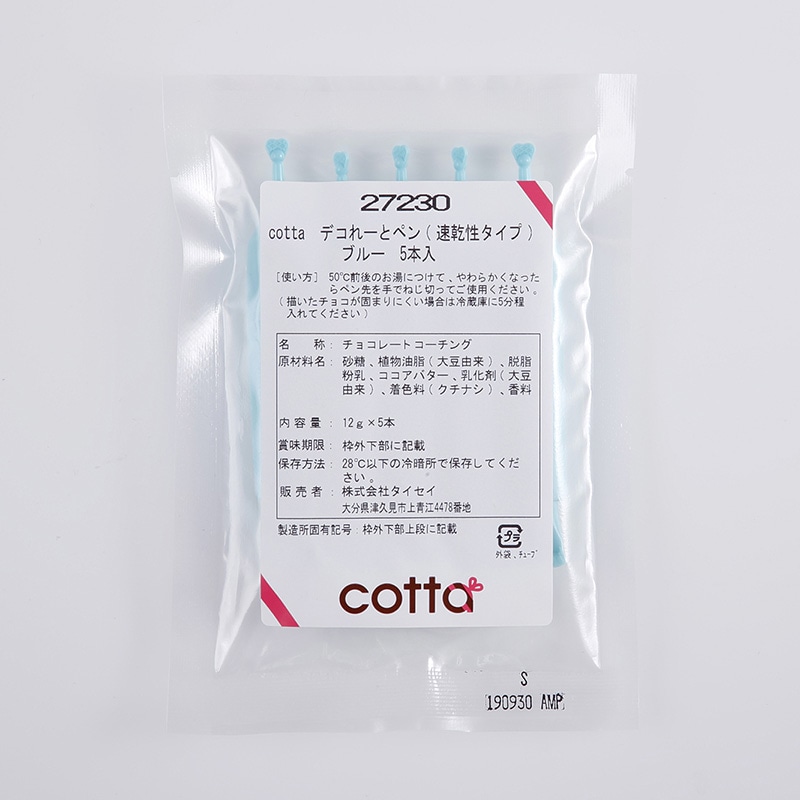 27230
cotta デコれーとペン(速乾性タイプ)
ブルー 5本入
[使い方] 50℃前後のお湯につけて、やわらかくなった
らペン先を手でねじ切ってご使用ください。
(描いたチョコが固まりにくい場合は冷蔵庫に5分程
入れてください)
名 称: チョコレートコーチング
原材料名: 砂糖、植物油脂(大豆由来)、脱脂
粉乳、ココアバター、乳化剤(大豆
由来)、着色料(クチナシ)、香料
内容量: 12g×5本
賞味期限: 枠外下部に記載
保存方法: 28℃以下の冷暗所で保存してくだ
さい。
販売者: 株式会社タイセイ
大分県津久見市上青江4478番地
製造所固有記号:枠外下部上段に記載
プラ
外袋、チューブ
cotta
S
190930 AMP